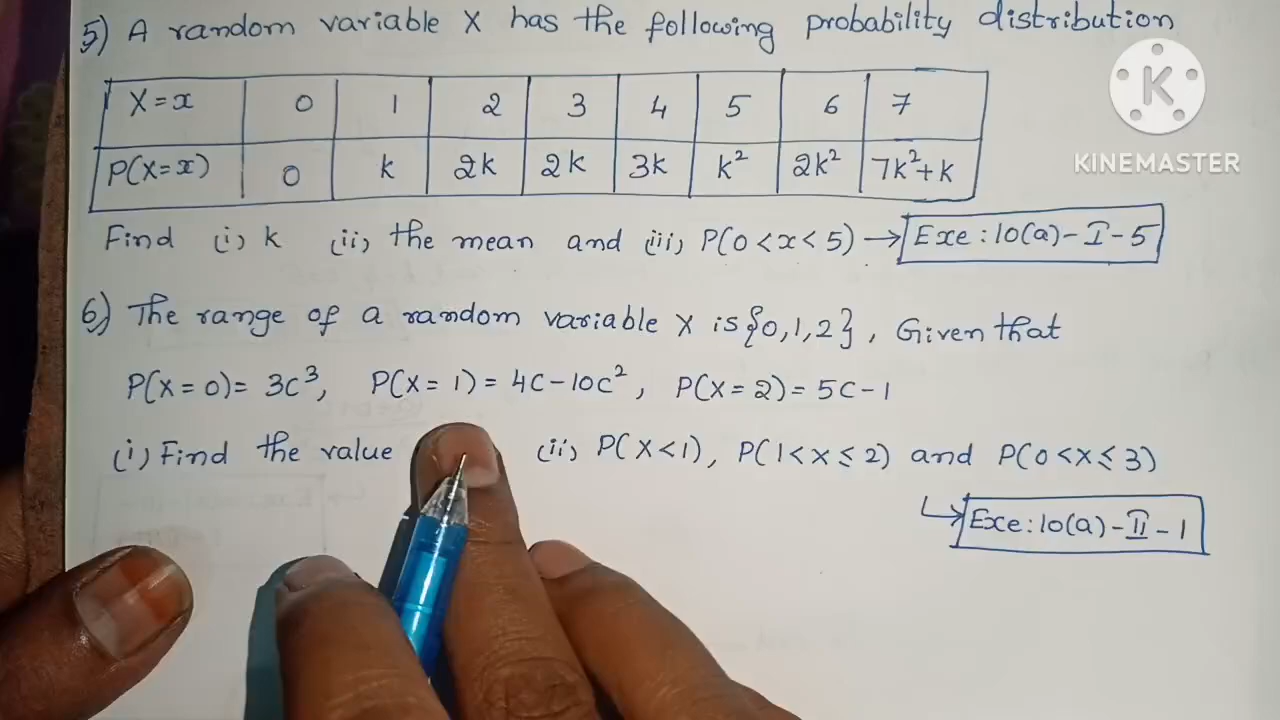 5) A random variable X has the following probability distribution
X=x 0 1 2 3 4 5 6 7
P(X=x) 0 k 2k 2k 3k k² 2k² 7k²+k
Find (i) k (ii) the mean and (iii) P(0<x<5) → Exe: 10(a)-I-5
6) The range of a random variable X is {0,1,2}, Given that
P(X=0)=3c³, P(X=1)=4c-10c², P(X=2)=5c-1
(i) Find the value (ii) P(X<1), P(1<x≤2) and P(0<x≤3)
↳ Exe: 10(a)-II-1
K
KINEMASTER